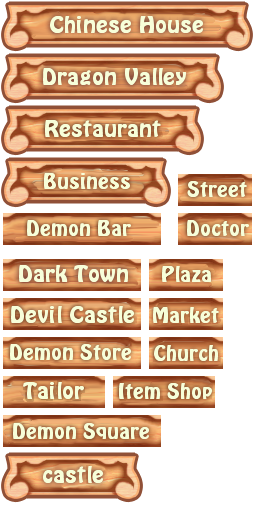 Chinese House
Dragon Valley
Restaurant
Business
Street
Demon Bar
Doctor
Dark Town
Plaza
Devil Castle
Market
Demon Store
Church
Tailor
Item Shop
Demon Square
castle